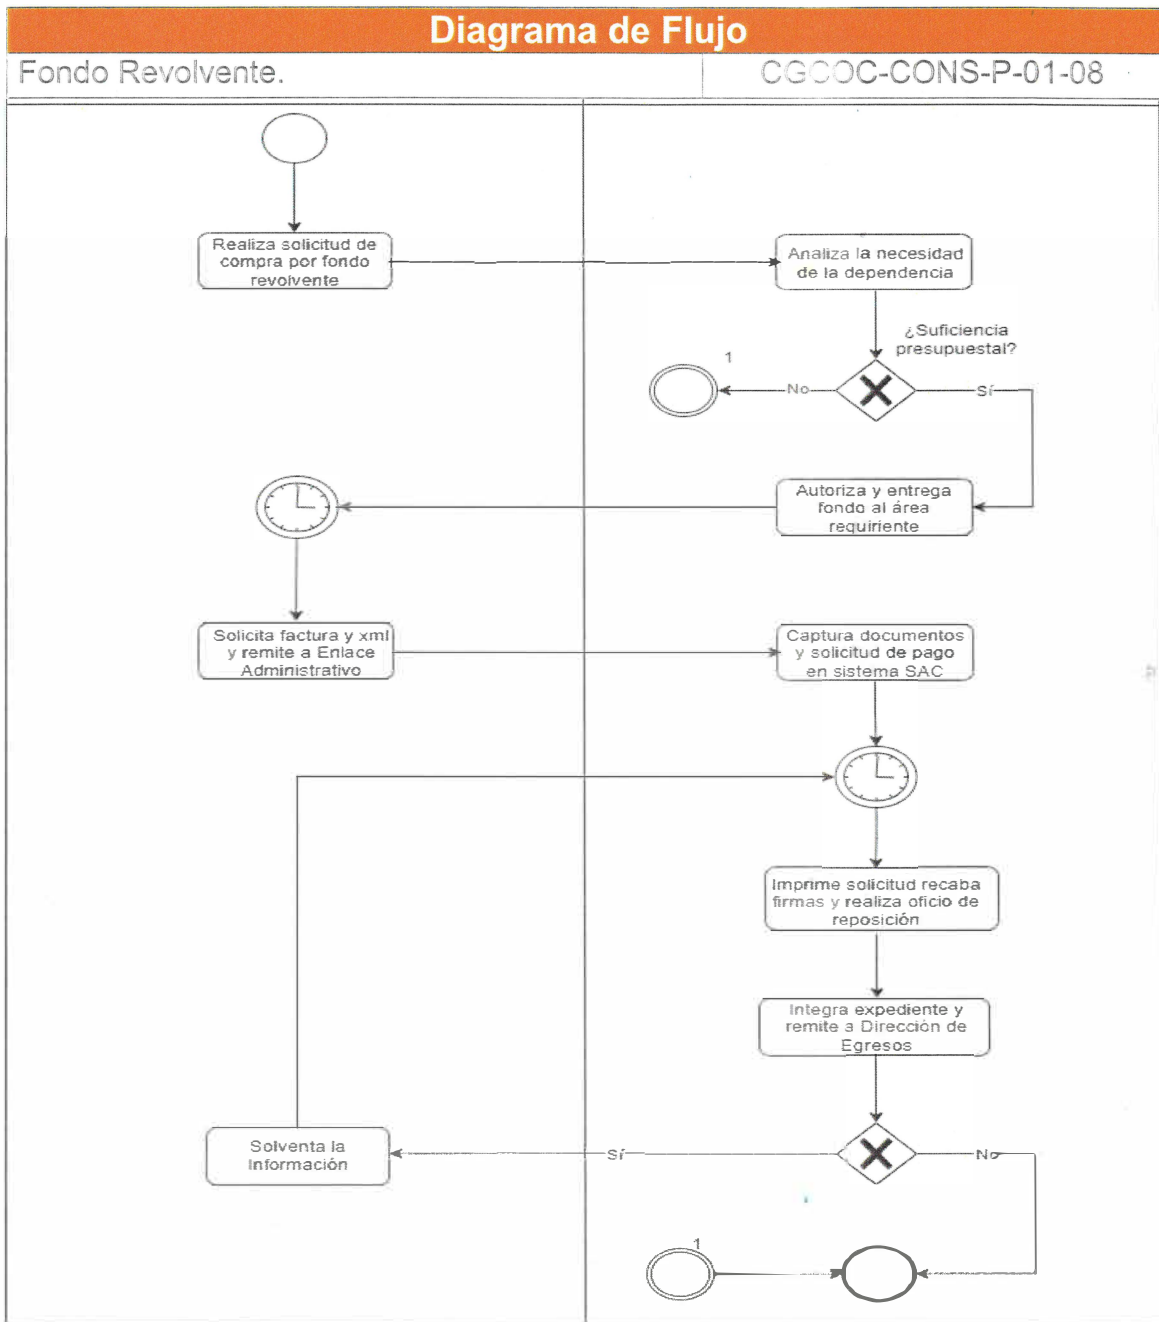 Diagrama de Flujo
Fondo Revolvente.
CGCOC-CONS-P-01-08
Realiza solicitud de
compra por fondo
revolvente
Analiza la necesidad
de la dependencia
¿Suficiencia
presupuestal?
1
No
Sí
Autoriza y entrega
fondo al área
requiriente
Solicita factura y xml
y remite a Enlace
Administrativo
Captura documentos
y solicitud de pago
en sistema SAC
Imprime solicitud recaba
firmas y realiza oficio de
reposición
Integra expediente y
remite a Dirección de
Egresos
Solventa la
Información
Sí
No
1